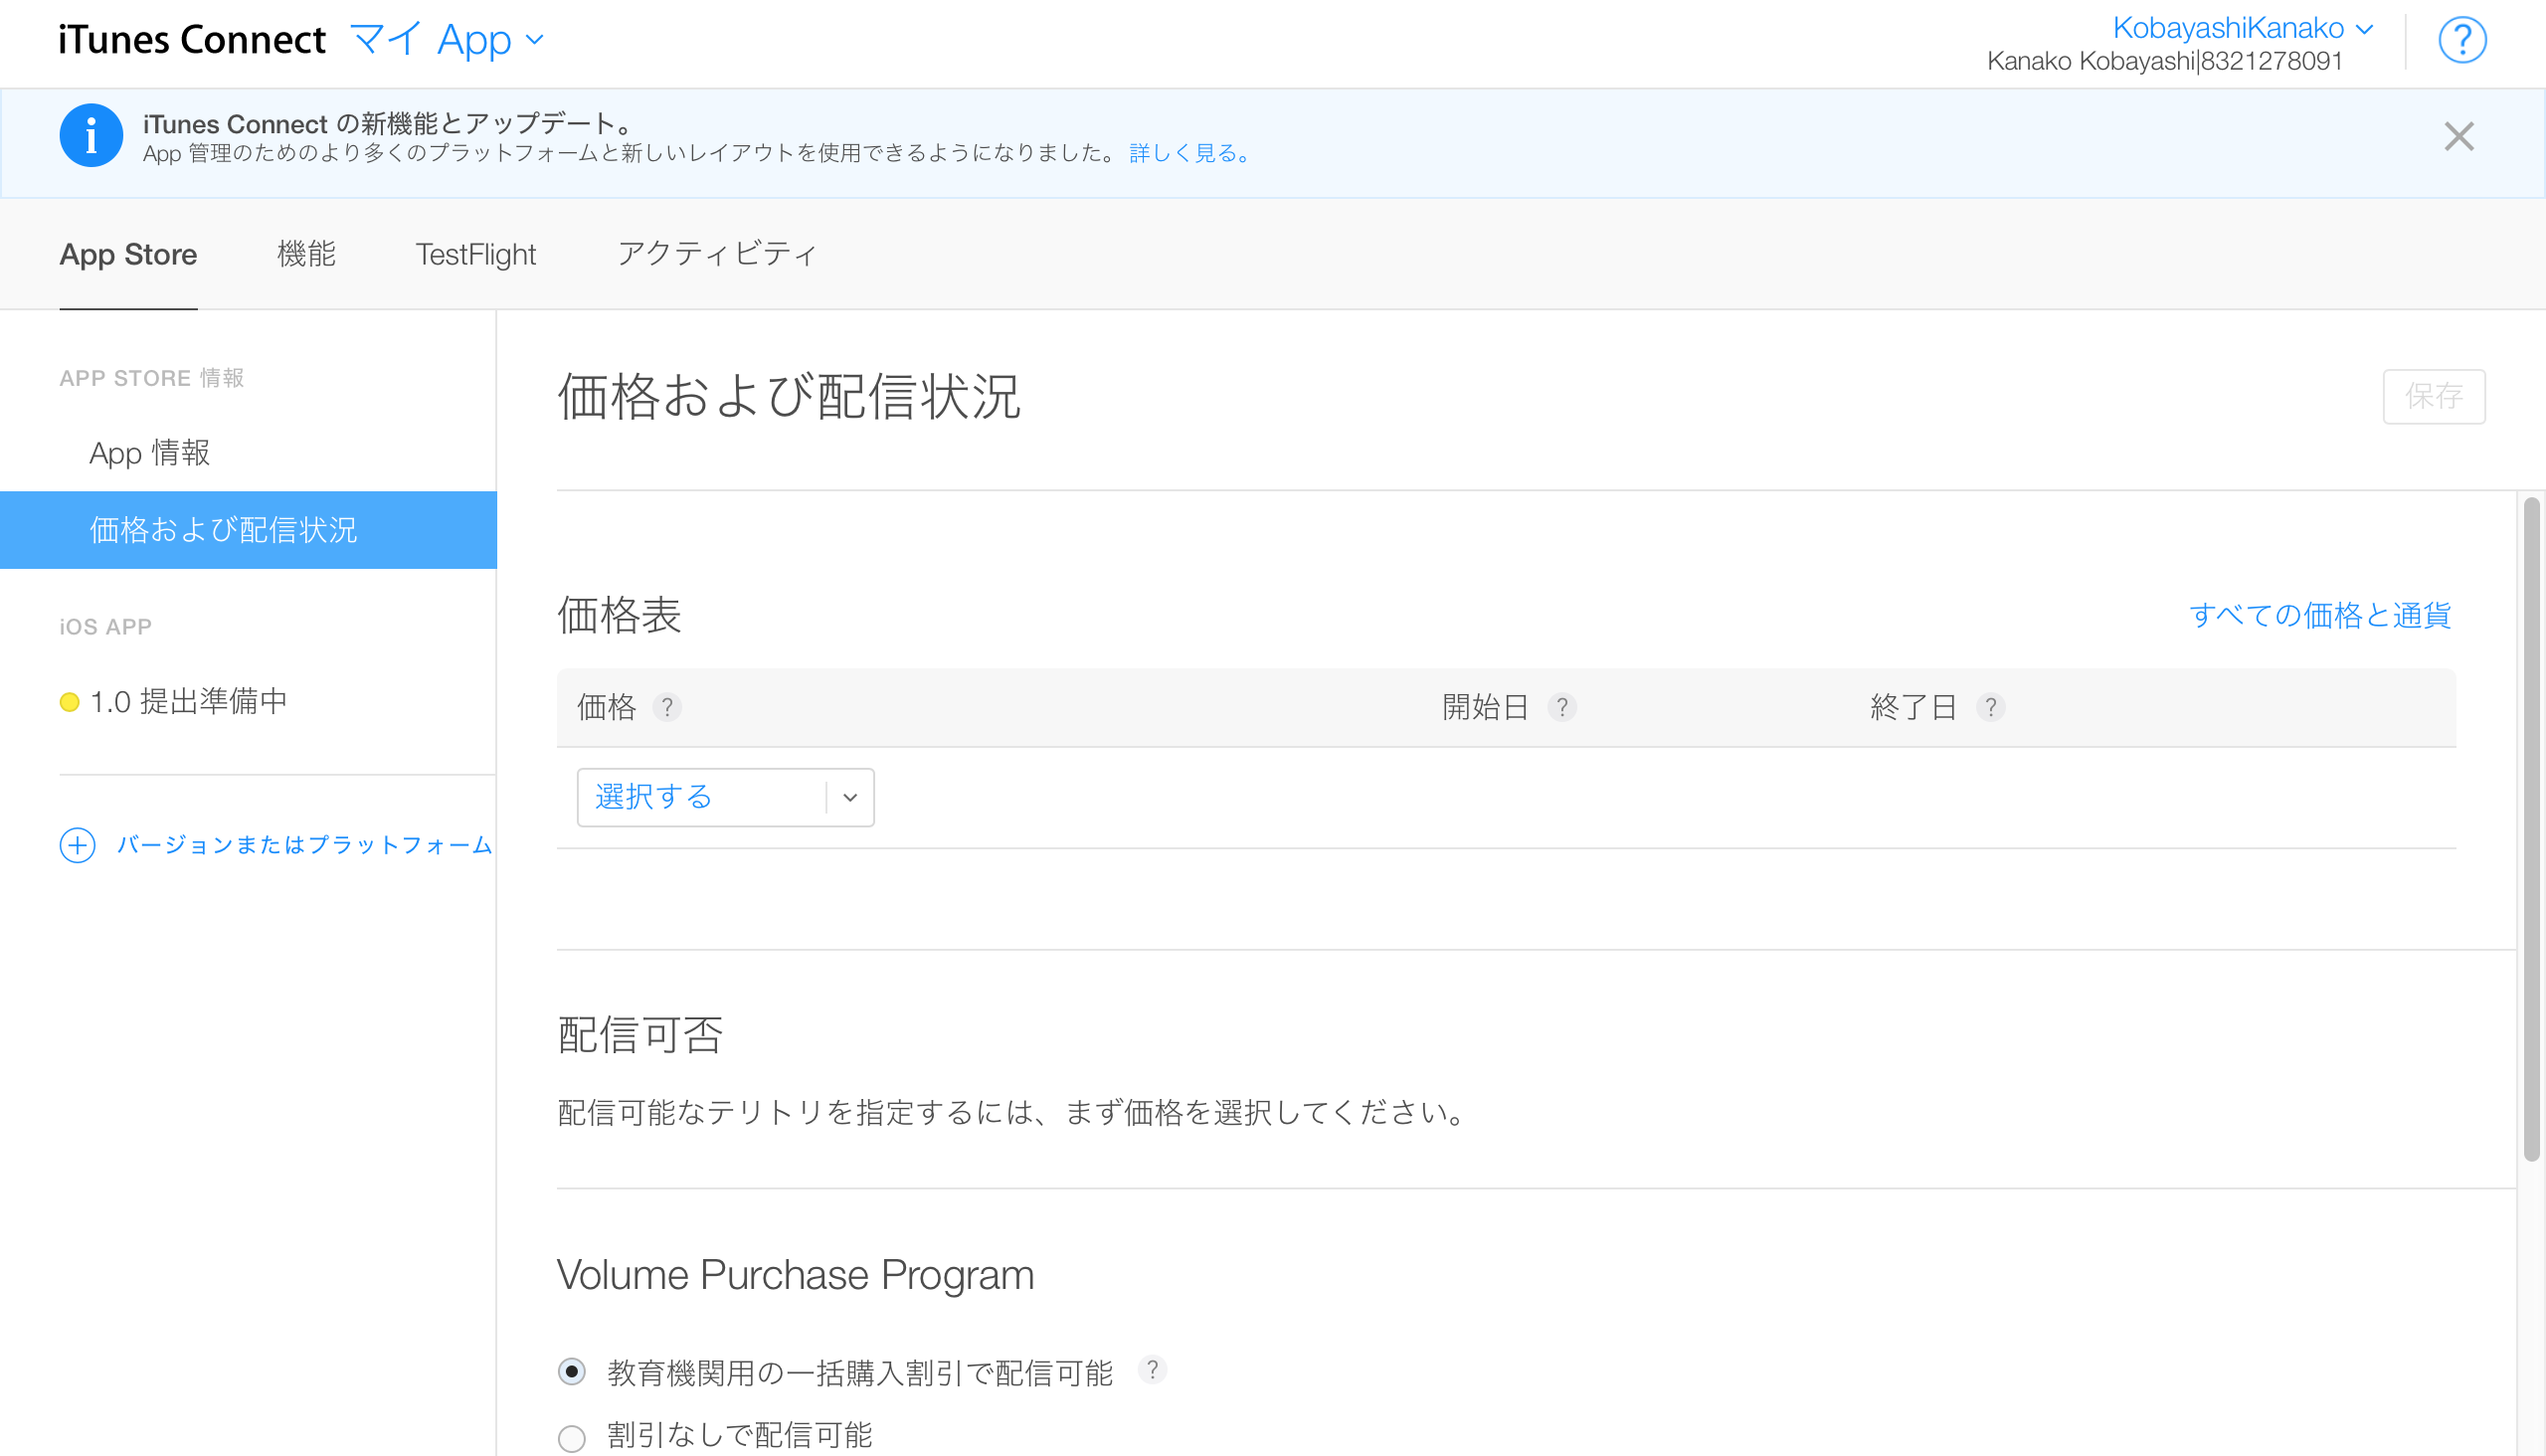 iTunes Connect マイ App
KobayashiKanako
Kanako Kobayashi|8321278091
?
iTunes Connect の新機能とアップデート。
App 管理のためのより多くのプラットフォームと新しいレイアウトを使用できるようになりました。 詳しく見る。
App Store 機能 TestFlight アクティビティ
APP STORE 情報
App 情報
価格および配信状況
iOS APP
1.0 提出準備中
バージョンまたはプラットフォーム
価格および配信状況
保存
価格表
すべての価格と通貨
価格 ? 開始日 ? 終了日 ?
選択する
配信可否
配信可能なテリトリを指定するには、まず価格を選択してください。
Volume Purchase Program
教育機関用の一括購入割引で配信可能 ?
割引なしで配信可能